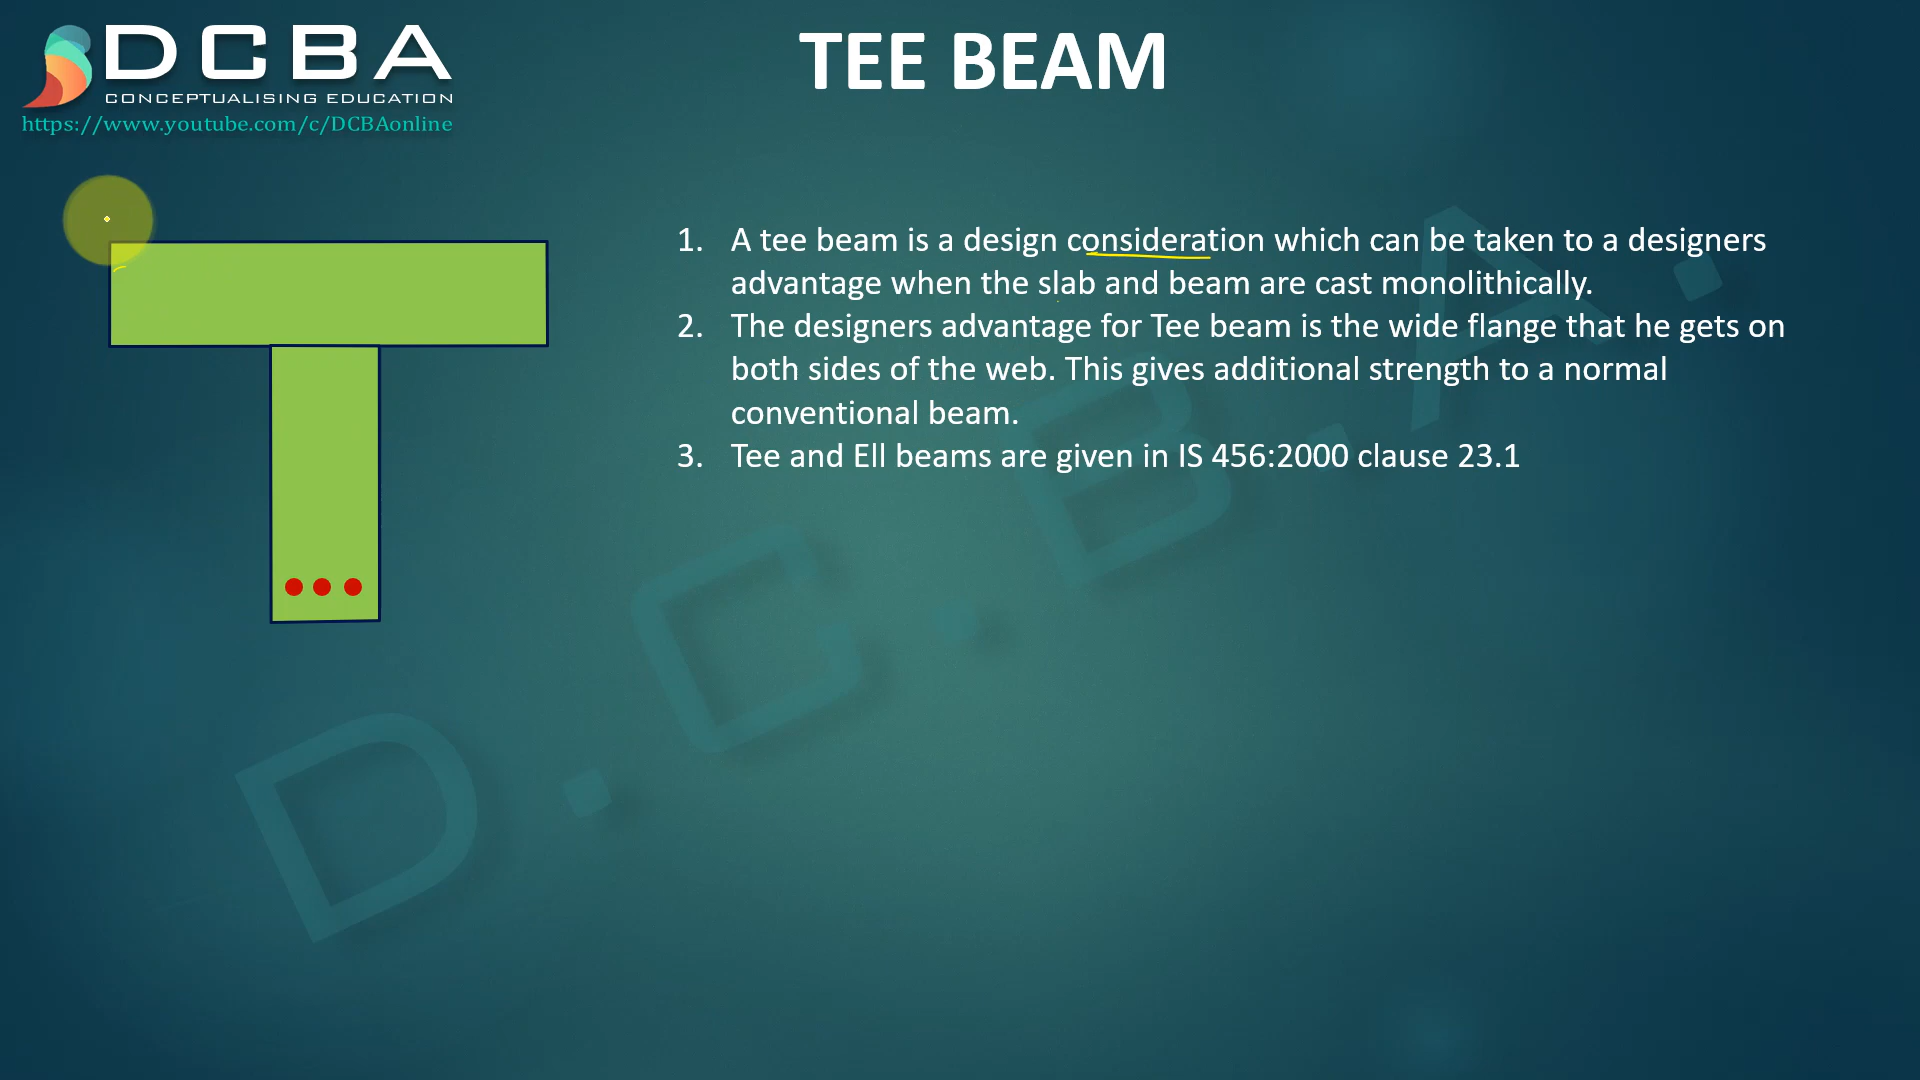 DCBA
CONCEPTUALISING EDUCATION
https://www.youtube.com/c/DCBAonline
TEE BEAM
1. A tee beam is a design consideration which can be taken to a designers
advantage when the slab and beam are cast monolithically.
2. The designers advantage for Tee beam is the wide flange that he gets on
both sides of the web. This gives additional strength to a normal
conventional beam.
3. Tee and Ell beams are given in IS 456:2000 clause 23.1
D.C.B.A.